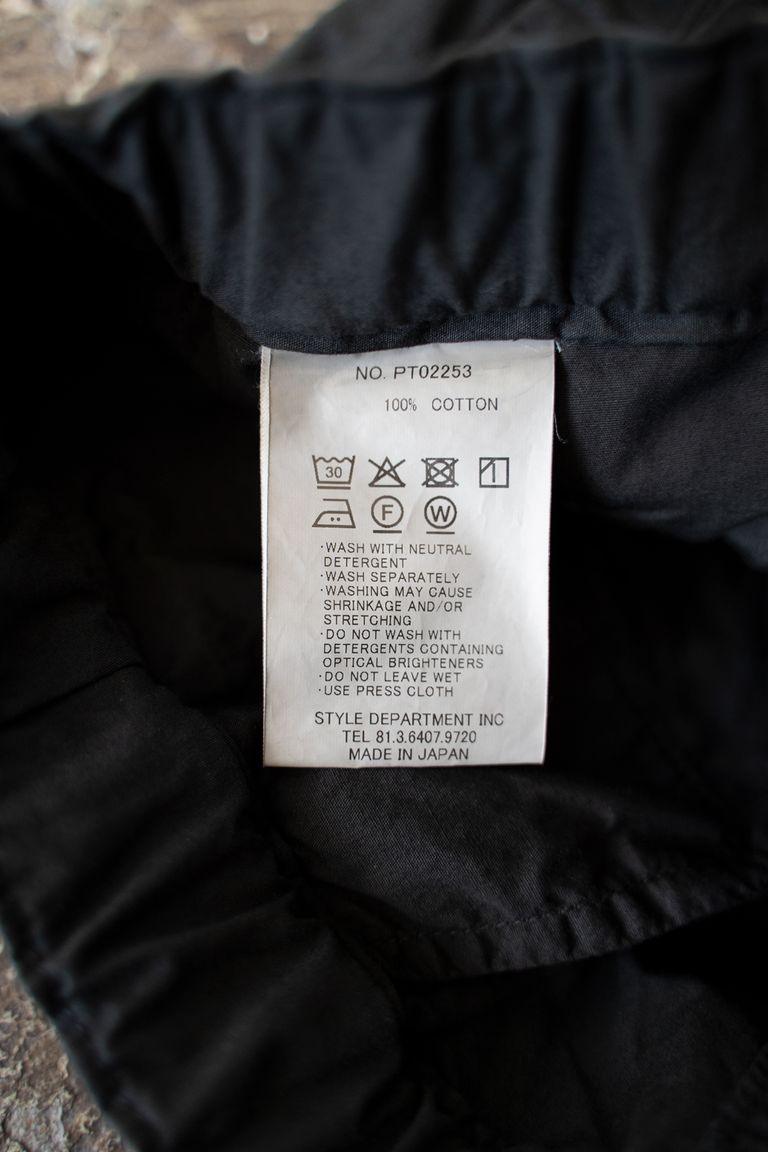 NO. PT02253
100% COTTON
30
F W
·WASH WITH NEUTRAL
DETERGENT
·WASH SEPARATELY
·WASHING MAY CAUSE
SHRINKAGE AND/OR
STRETCHING
·DO NOT WASH WITH
DETERGENTS CONTAINING
OPTICAL BRIGHTENERS
·DO NOT LEAVE WET
·USE PRESS CLOTH
STYLE DEPARTMENT INC
TEL 81.3.6407.9720
MADE IN JAPAN